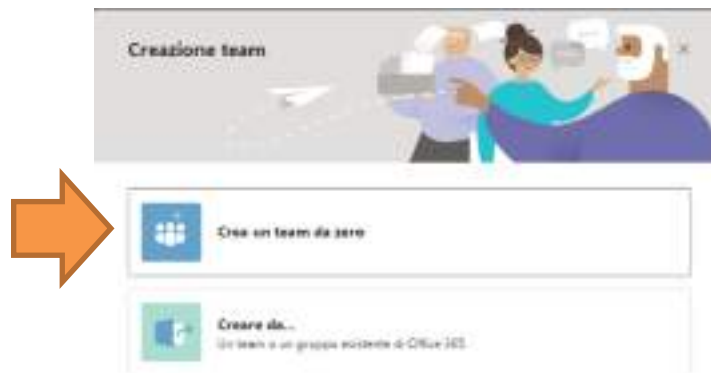 Creazione team
Crea un team da zero
Creare da...
Un team o un gruppo esistente di Office 365